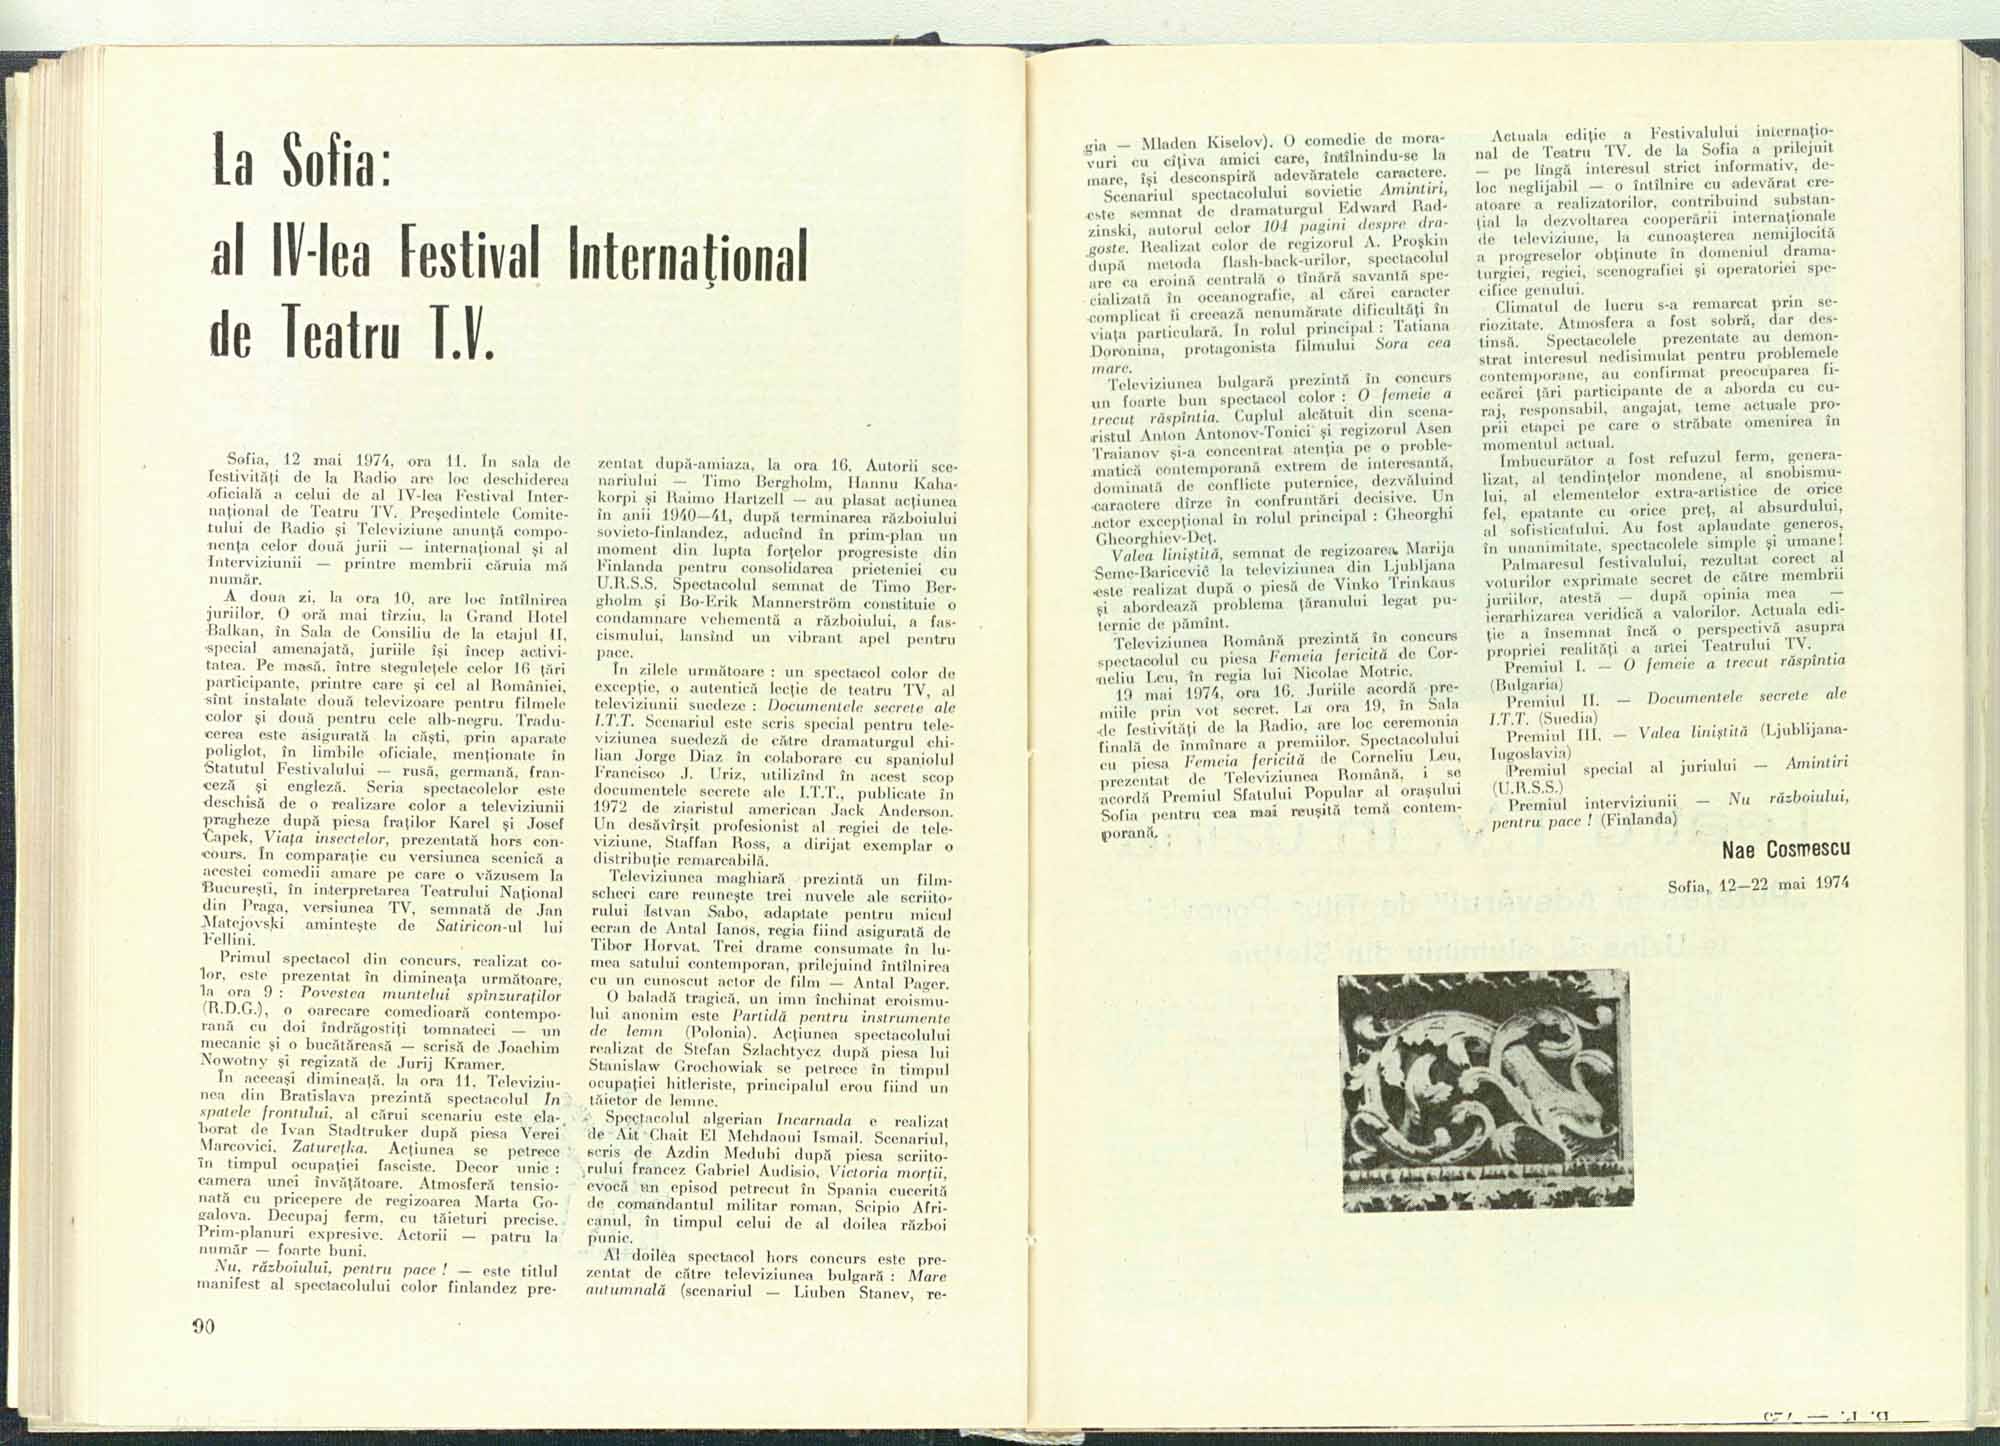 La Sofia:
al IV-lea Festival Internaţional
de Teatru T.V.
Sofia, 12 mai 1974, ora 11. In sala de
festivităţi de la Radio are loc deschiderea
oficială a celui de al IV-lea Festival Inter-
naţional de Teatru TV. Preşedintele Comite-
tului de Radio şi Televiziune anunţă compo-
nenţa celor două jurii — internaţional şi al
Interviziunii — printre membrii căruia mă
număr.
A doua zi, la ora 10, are loc întîlnirea
juriilor. O oră mai tîrziu, la Grand Hotel
Balkan, în Sala de Consiliu de la etajul II,
special amenajată, juriile îşi încep activi-
tatea. Pe masă, între steguleţele celor 16 ţări
participante, printre care şi cel al României,
sînt instalate două televizoare pentru filmele
color şi două pentru cele alb-negru. Tradu-
cerea este asigurată la căşti, prin aparate
poliglot, în limbile oficiale, menţionate în
Statutul Festivalului — rusă, germană, fran-
ceză şi engleză. Seria spectacolelor este
deschisă de o realizare color a televiziunii
pragheze după piesa fraţilor Karel şi Josef
Capek, Viaţa insectelor, prezentată hors con-
cours. In comparaţie cu versiunea scenică a
acestei comedii amare pe care o văzusem la
Bucureşti, în interpretarea Teatrului Naţional
din Praga, versiunea TV, semnată de Jan
Matejovski aminteşte de Satiricon-ul lui
Fellini.
Primul spectacol din concurs, realizat co-
lor, este prezentat în dimineaţa următoare,
la ora 9 : Povestea muntelui spînzuraţilor
(R.D.G.), o oarecare comedioară contempo-
rană cu doi îndrăgostiţi tomnateci — un
mecanic şi o bucătăreasă — scrisă de Joachim
Nowotny şi regizată de Jurij Kramer.
In aceeaşi dimineaţă, la ora 11, Televiziu-
nea din Bratislava prezintă spectacolul In
spatele frontului, al cărui scenariu este ela-
borat de Ivan Stadtruker după piesa Verei
Marcovici, Zatureţka. Acţiunea se petrece
în timpul ocupaţiei fasciste. Decor unic :
camera unei învăţătoare. Atmosferă tensio-
nată cu pricepere de regizoarea Marta Go-
galova. Decupaj ferm, cu tăieturi precise.
Prim-planuri expresive. Actorii — patru la
număr — foarte buni.
Nu, războiului, pentru pace ! — este titlul
manifest al spectacolului color finlandez pre-
90
zentat după-amiaza, la ora 16. Autorii sce-
nariului — Timo Bergholm, Hannu Kaha-
korpi şi Raimo Hartzell — au plasat acţiunea
în anii 1940—41, după terminarea războiului
sovieto-finlandez, aducînd în prim-plan un
moment din lupta forţelor progresiste din
Finlanda pentru consolidarea prieteniei cu
U.R.S.S. Spectacolul semnat de Timo Ber-
gholm şi Bo-Erik Mannerström constituie o
condamnare vehementă a războiului, a fas-
cismului, lansînd un vibrant apel pentru
pace.
In zilele următoare : un spectacol color de
excepţie, o autentică lecţie de teatru TV, al
televiziunii suedeze : Documentele secrete ale
I.T.T. Scenariul este scris special pentru tele-
viziunea suedeză de către dramaturgul chi-
lian Jorge Diaz în colaborare cu spaniolul
Francisco J. Uriz, utilizînd în acest scop
documentele secrete ale I.T.T., publicate în
1972 de ziaristul american Jack Anderson.
Un desăvîrşit profesionist al regiei de tele-
viziune, Staffan Ross, a dirijat exemplar o
distribuţie remarcabilă.
Televiziunea maghiară prezintă un film-
scheci care reuneşte trei nuvele ale scriito-
rului Istvan Sabo, adaptate pentru micul
ecran de Antal Ianos, regia fiind asigurată de
Tibor Horvat. Trei drame consumate în lu-
mea satului contemporan, prilejuind întîlnirea
cu un cunoscut actor de film — Antal Pager.
O baladă tragică, un imn închinat eroismu-
lui anonim este Partidă pentru instrumente
de lemn (Polonia). Acţiunea spectacolului
realizat de Stefan Szlachtycz după piesa lui
Stanislaw Grochowiak se petrece în timpul
ocupaţiei hitleriste, principalul erou fiind un
tăietor de lemne.
Spectacolul algerian Incarnada e realizat
de Ait Chait El Mehdaoui Ismail. Scenariul,
scris de Azdin Medubi după piesa scriito-
rului francez Gabriel Audisio, Victoria morţii,
evocă un episod petrecut în Spania cucerită
de comandantul militar roman, Scipio Afri-
canul, în timpul celui de al doilea război
punic.
Al doilea spectacol hors concurs este pre-
zentat de către televiziunea bulgară : Mare
autumnală (scenariul — Liuben Stanev, re-
gia — Mladen Kiselov). O comedie de mora-
vuri cu cîţiva amici care, întîlnindu-se la
mare, îşi desconspiră adevăratele caractere.
Scenariul spectacolului sovietic Amintiri,
este semnat de dramaturgul Edward Rad-
zinski, autorul celor 104 pagini despre dra-
goste. Realizat color de regizorul A. Proşkin
după metoda flash-back-urilor, spectacolul
are ca eroină centrală o tînără savantă spe-
cializată în oceanografie, al cărei caracter
complicat îi creează nenumărate dificultăţi în
viaţa particulară. In rolul principal : Tatiana
Doronina, protagonista filmului Sora cea
mare.
Televiziunea bulgară prezintă în concurs
un foarte bun spectacol color : O femeie a
trecut răspîntia. Cuplul alcătuit din scena-
ristul Anton Antonov-Tonici şi regizorul Asen
Traianov şi-a concentrat atenţia pe o proble-
matică contemporană extrem de interesantă,
dominată de conflicte puternice, dezvăluind
caractere dîrze în confruntări decisive. Un
actor excepţional în rolul principal : Gheorghi
Gheorghiev-Deţ.
Valea liniştită, semnat de regizoarea Marija
Seme-Baricević la televiziunea din Ljubljana
este realizat după o piesă de Vinko Trinkaus
şi abordează problema ţăranului legat pu-
ternic de pămînt.
Televiziunea Română prezintă în concurs
spectacolul cu piesa Femeia fericită de Cor-
neliu Leu, în regia lui Nicolae Motric.
19 mai 1974, ora 16. Juriile acordă pre-
miile prin vot secret. La ora 19, în Sala
de festivităţi de la Radio, are loc ceremonia
finală de înmînare a premiilor. Spectacolului
cu piesa Femeia fericită de Corneliu Leu,
prezentat de Televiziunea Română, i se
acordă Premiul Sfatului Popular al oraşului
Sofia pentru cea mai reuşită temă contem-
porană.
Actuala ediţie a Festivalului internaţio-
nal de Teatru TV. de la Sofia a prilejuit
— pe lîngă interesul strict informativ, de-
loc neglijabil — o întîlnire cu adevărat cre-
atoare a realizatorilor, contribuind substan-
ţial la dezvoltarea cooperării internaţionale
de televiziune, la cunoaşterea nemijlocită
a progreselor obţinute în domeniul drama-
turgiei, regiei, scenografiei şi operatoriei spe-
cifice genului.
Climatul de lucru s-a remarcat prin se-
riozitate. Atmosfera a fost sobră, dar des-
tinsă. Spectacolele prezentate au demon-
strat interesul nedisimulat pentru problemele
contemporane, au confirmat preocuparea fi-
ecărei ţări participante de a aborda cu cu-
raj, responsabil, angajat, teme actuale pro-
prii etapei pe care o străbate omenirea în
momentul actual.
Imbucurător a fost refuzul ferm, genera-
lizat, al tendinţelor mondene, al snobismu-
lui, al elementelor extra-artistice de orice
fel, epatante cu orice preţ, al absurdului,
al sofisticatului. Au fost aplaudate generos,
în unanimitate, spectacolele simple şi umane!
Palmaresul festivalului, rezultat corect al
voturilor exprimate secret de către membrii
juriilor, atestă — după opinia mea —
ierarhizarea veridică a valorilor. Actuala edi-
ţie a însemnat încă o perspectivă asupra
propriei realităţi a artei Teatrului TV.
Premiul I. — O femeie a trecut răspîntia
(Bulgaria)
Premiul II. — Documentele secrete ale
I.T.T. (Suedia)
Premiul III. — Valea liniştită (Ljublijana-
Iugoslavia)
Premiul special al juriului — Amintiri
(U.R.S.S.)
Premiul interviziunii — Nu războiului,
pentru pace ! (Finlanda)
Nae Cosmescu
Sofia, 12—22 mai 1974